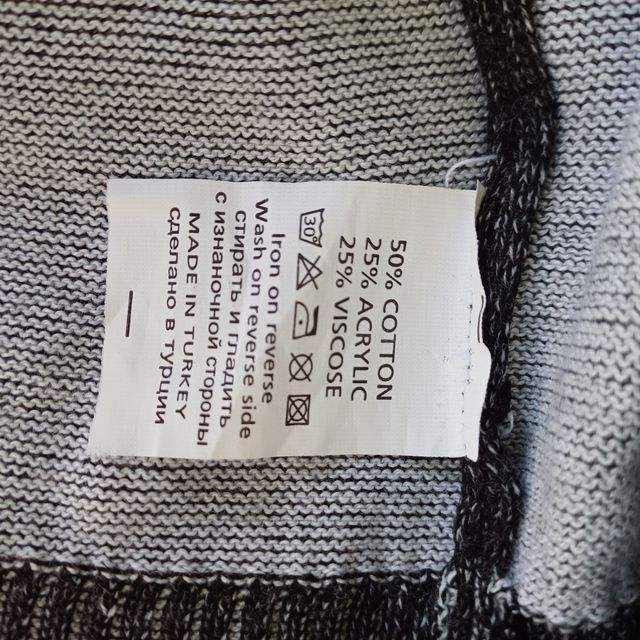 50% COTTON
25% ACRYLIC
25% VISCOSE
30
Iron on reverse
Wash on reverse side
стирать и гладить
с изнаночной стороны
MADE IN TURKEY
сделано в турции